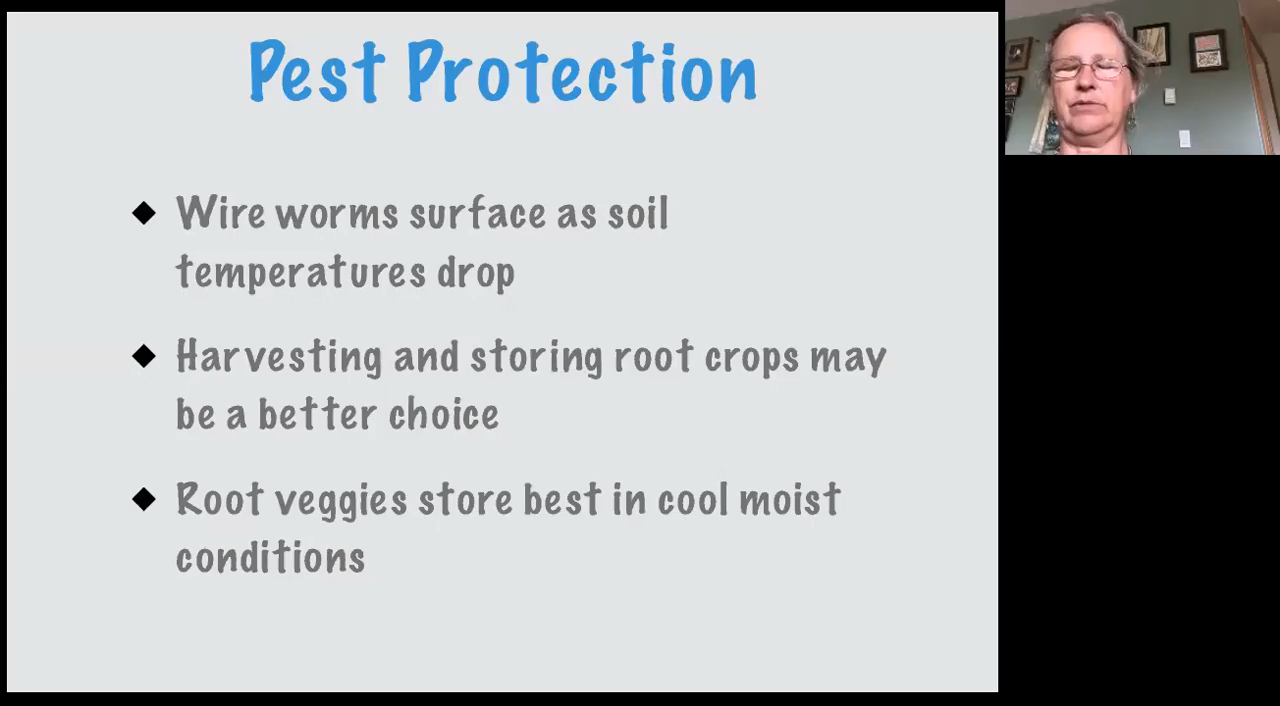 Pest Protection
Wire worms surface as soil
temperatures drop
Harvesting and storing root crops may
be a better choice
Root veggies store best in cool moist
conditions